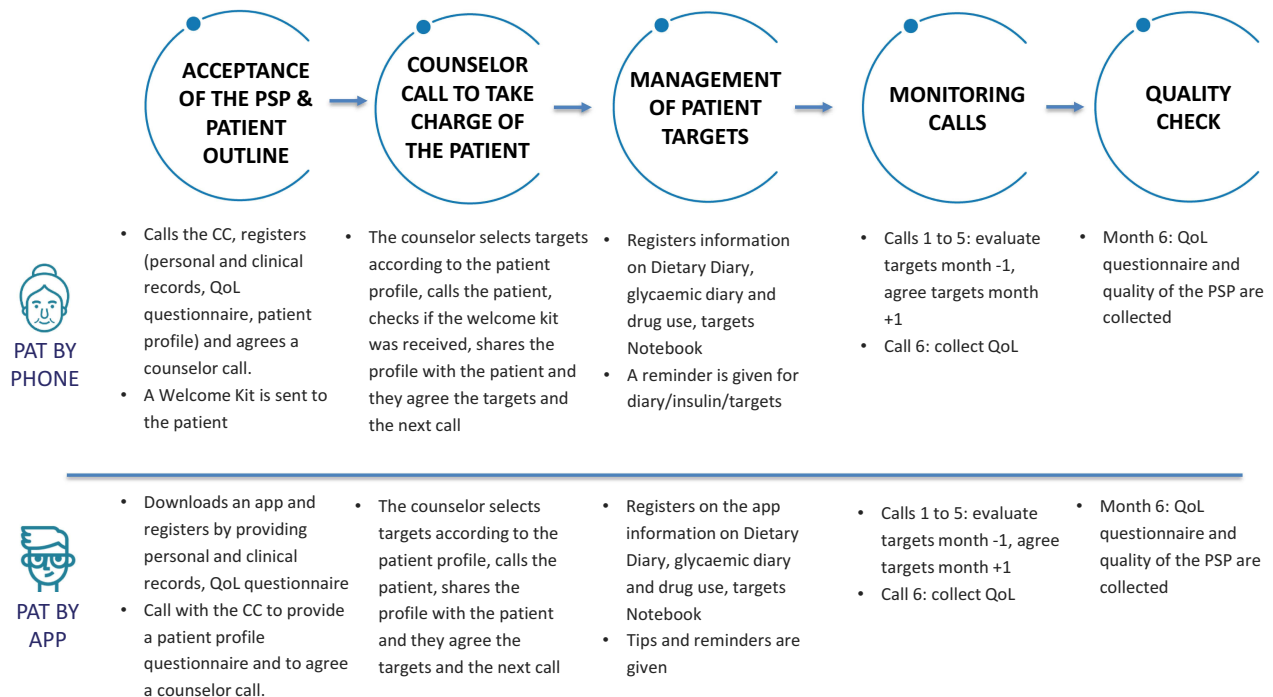 ACCEPTANCE
OF THE PSP &
PATIENT
OUTLINE
COUNSELOR
CALL TO TAKE
CHARGE OF
THE PATIENT
MANAGEMENT
OF PATIENT
TARGETS
MONITORING
CALLS
QUALITY
CHECK
PAT BY
PHONE
• Calls the CC, registers
(personal and clinical
records, QoL
questionnaire, patient
profile) and agrees a
counselor call.
• A Welcome Kit is sent to
the patient
• The counselor selects targets
according to the patient
profile, calls the patient,
checks if the welcome kit
was received, shares the
profile with the patient and
they agree the targets and
the next call
• Registers information
on Dietary Diary,
glycaemic diary and
drug use, targets
Notebook
• A reminder is given for
diary/insulin/targets
• Calls 1 to 5: evaluate
targets month -1,
agree targets month
+1
• Call 6: collect QoL
• Month 6: QoL
questionnaire and
quality of the PSP are
collected
PAT BY
APP
• Downloads an app and
registers by providing
personal and clinical
records, QoL questionnaire
• Call with the CC to provide
a patient profile
questionnaire and to agree
a counselor call.
• The counselor selects
targets according to the
patient profile, calls the
patient, shares the
profile with the patient
and they agree the
targets and the next call
• Registers on the app
information on Dietary
Diary, glycaemic diary
and drug use, targets
Notebook
• Tips and reminders are
given
• Calls 1 to 5: evaluate
targets month -1, agree
targets month +1
• Call 6: collect QoL
• Month 6: QoL
questionnaire and
quality of the PSP are
collected